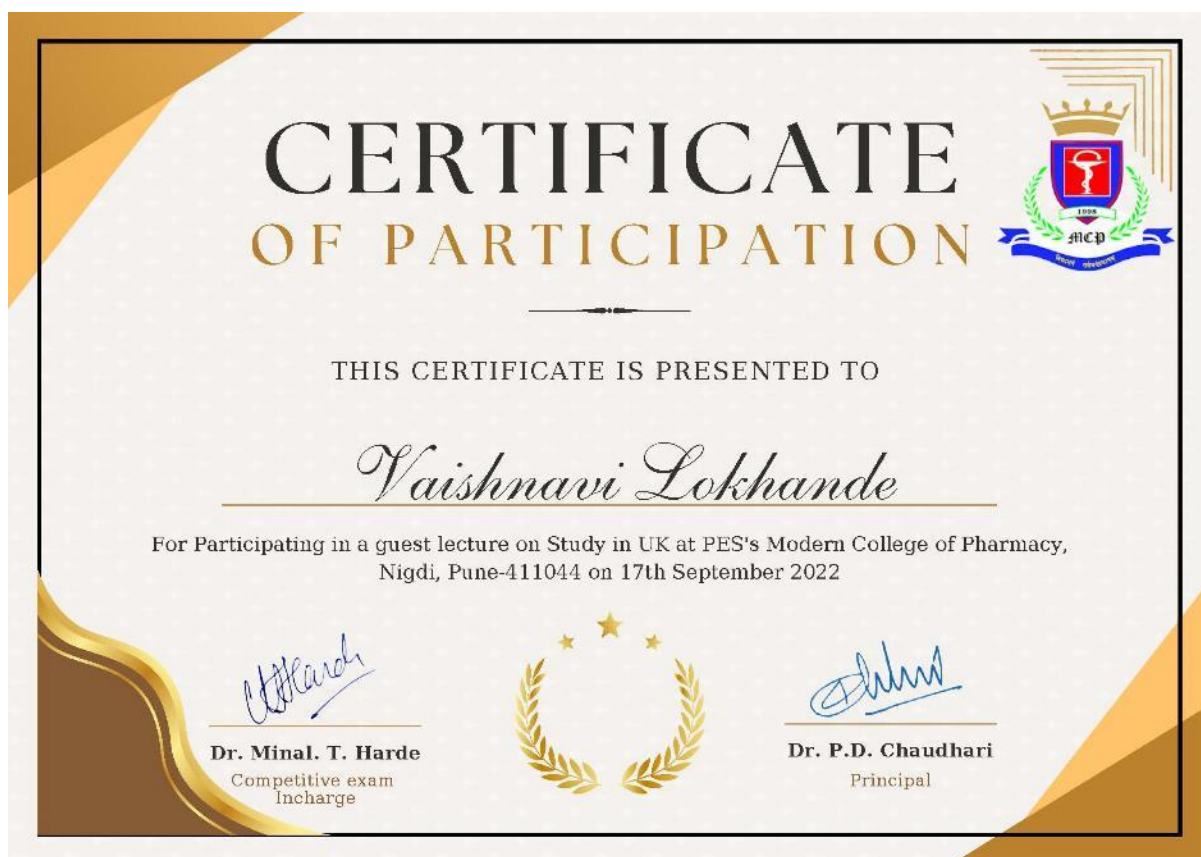 CERTIFICATE
OF PARTICIPATION
1998
MCP
THIS CERTIFICATE IS PRESENTED TO
Vaishnavi Lokhande
For Participating in a guest lecture on Study in UK at PES's Modern College of Pharmacy,
Nigdi, Pune-411044 on 17th September 2022
Dr. Minal. T. Harde
Competitive exam
Incharge
Dr. P.D. Chaudhari
Principal